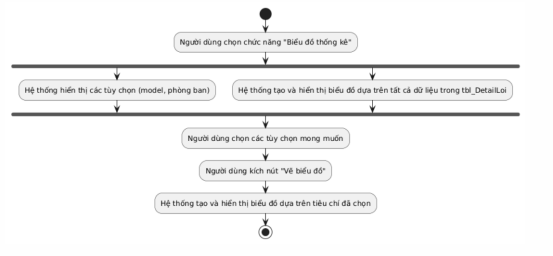 Người dùng chọn chức năng "Biểu đồ thống kê"
Hệ thống hiển thị các tùy chọn (model, phòng ban)
Hệ thống tạo và hiển thị biểu đồ dựa trên tất cả dữ liệu trong tbl_DetailLoi
Người dùng chọn các tùy chọn mong muốn
Người dùng kích nút "Vẽ biểu đồ"
Hệ thống tạo và hiển thị biểu đồ dựa trên tiêu chí đã chọn